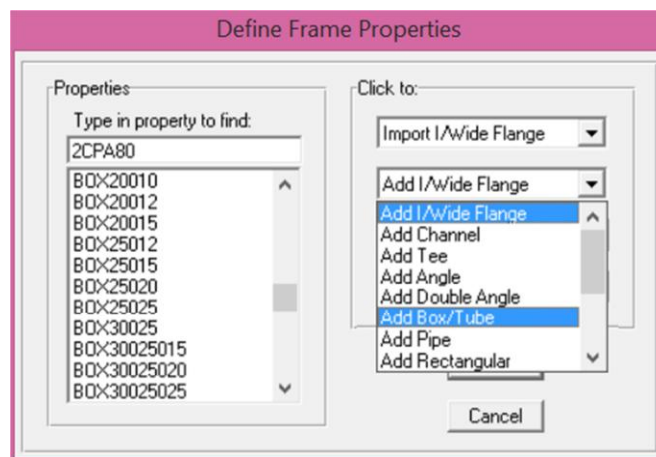 Define Frame Properties
Properties
Type in property to find:
2CPA80
BOX20010
BOX20012
BOX20015
BOX25012
BOX25015
BOX25020
BOX25025
BOX30025
BOX30025015
BOX30025020
BOX30025025
Click to:
Import I/Wide Flange
Add I/Wide Flange
Add I/Wide Flange
Add Channel
Add Tee
Add Angle
Add Double Angle
Add Box/Tube
Add Pipe
Add Rectangular
Cancel